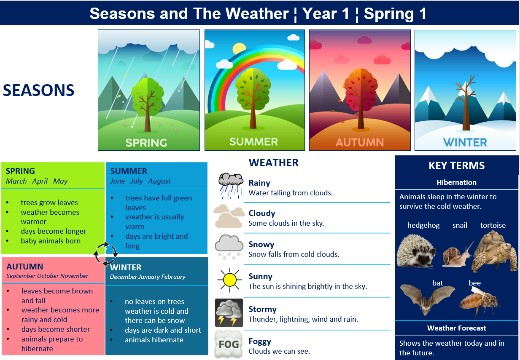 Seasons and The Weather ¦ Year 1 ¦ Spring 1
SEASONS
SPRING
SUMMER
AUTUMN
WINTER
SPRING
March April May
trees grow leaves
weather becomes
warmer
days become longer
baby animals born
SUMMER
June July August
trees have full green
leaves
weather is usually
warm
days are bright and
long
AUTUMN
September October November
leaves become brown
and fall
weather becomes more
rainy and cold
days become shorter
animals prepare to
hibernate
WINTER
December January February
no leaves on trees
weather is cold and
there can be snow
days are dark and short
animals hibernate
WEATHER
Rainy
Water falling from clouds.
Cloudy
Some clouds in the sky.
Snowy
Snow falls from cold clouds.
Sunny
The sun is shining brightly in the sky.
Stormy
Thunder, lightning, wind and rain.
FOG
Foggy
Clouds we can see.
KEY TERMS
Hibernation
Animals sleep in the winter to
survive the cold weather.
hedgehog snail tortoise
bat bee
Weather Forecast
Shows the weather today and in
the future.